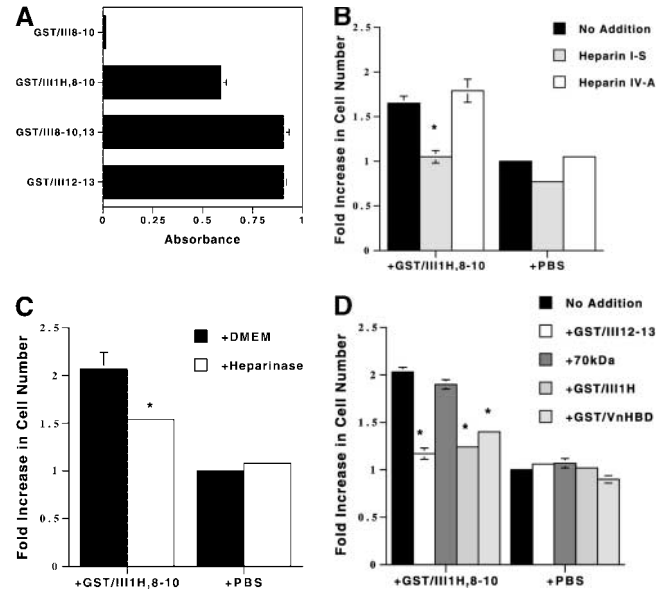 A
GST/III8-10
GST/III1H,8-10
GST/III8-10,13
GST/III12-13
0 0.25 0.5 0.75 1
Absorbance
B
No Addition
Heparin I-S
Heparin IV-A
Fold Increase in Cell Number
2.5
2
1.5
1
0.5
0
*
+GST/III1H,8-10 +PBS
C
+DMEM
+Heparinase
Fold Increase in Cell Number
2.5
2
1.5
1
.5
0
*
+GST/III1H,8-10 +PBS
D
No Addition
+GST/III12-13
+70kDa
+GST/III1H
+GST/VnHBD
Fold Increase in Cell Number
2.5
2
1.5
1
.5
0
* * *
+GST/III1H,8-10 +PBS